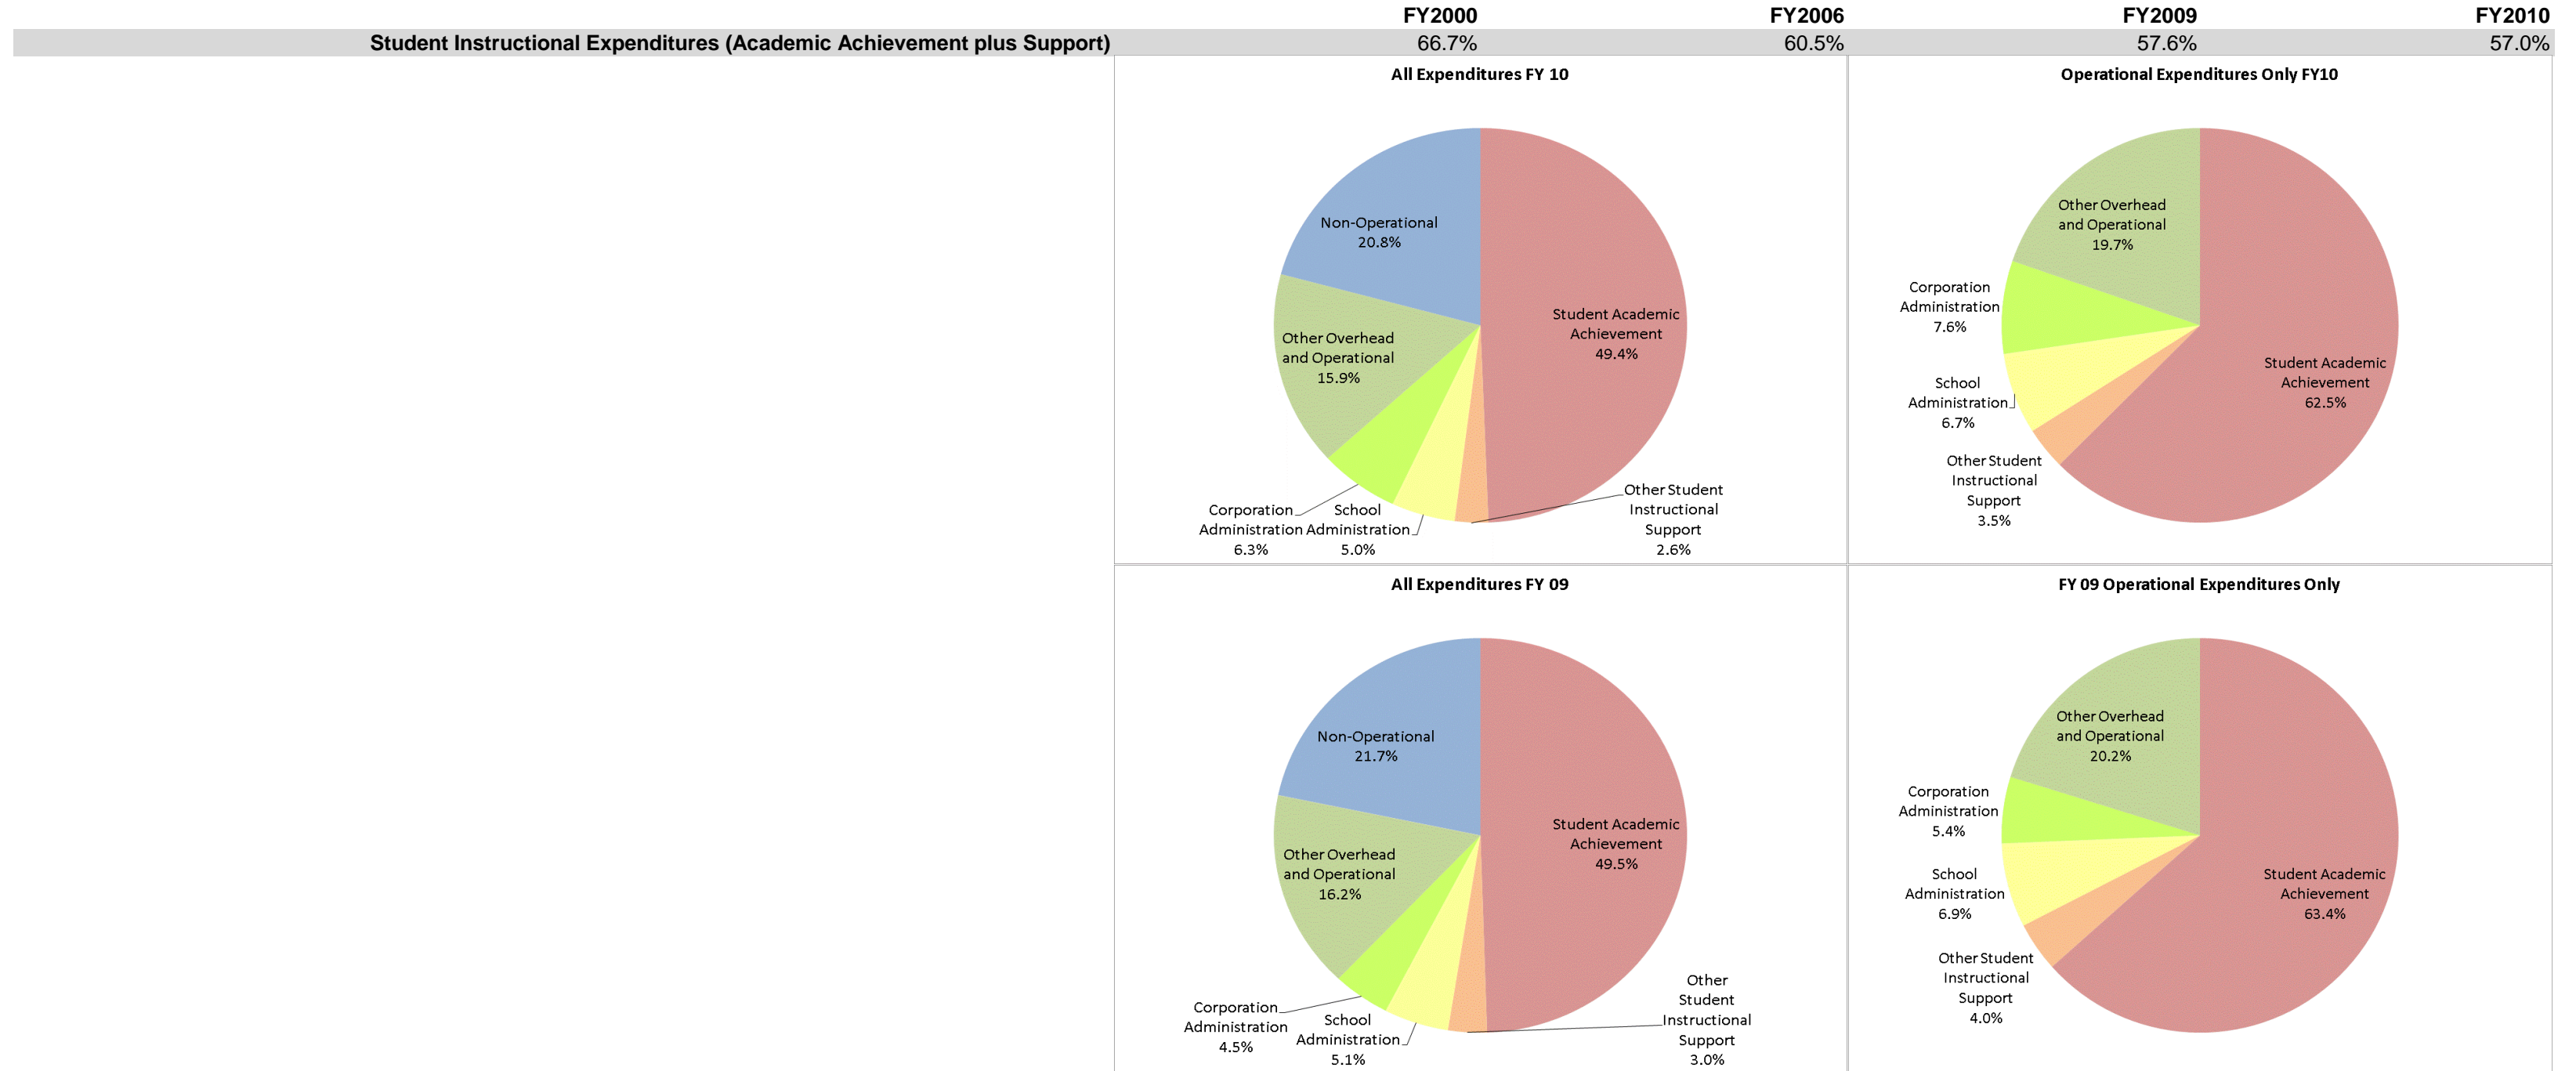 FY2000 FY2006 FY2009 FY2010
Student Instructional Expenditures (Academic Achievement plus Support) 66.7% 60.5% 57.6% 57.0%
All Expenditures FY 10
Non-Operational
20.8%
Student Academic
Achievement
49.4%
Other Overhead
and Operational
15.9%
Corporation
Administration
6.3%
School
Administration
5.0%
Other Student
Instructional
Support
2.6%
Operational Expenditures Only FY10
Other Overhead
and Operational
19.7%
Corporation
Administration
7.6%
School
Administration
6.7%
Other Student
Instructional
Support
3.5%
Student Academic
Achievement
62.5%
All Expenditures FY 09
Non-Operational
21.7%
Student Academic
Achievement
49.5%
Other Overhead
and Operational
16.2%
Corporation
Administration
4.5%
School
Administration
5.1%
Other
Student
Instructional
Support
3.0%
FY 09 Operational Expenditures Only
Other Overhead
and Operational
20.2%
Corporation
Administration
5.4%
School
Administration
6.9%
Other Student
Instructional
Support
4.0%
Student Academic
Achievement
63.4%